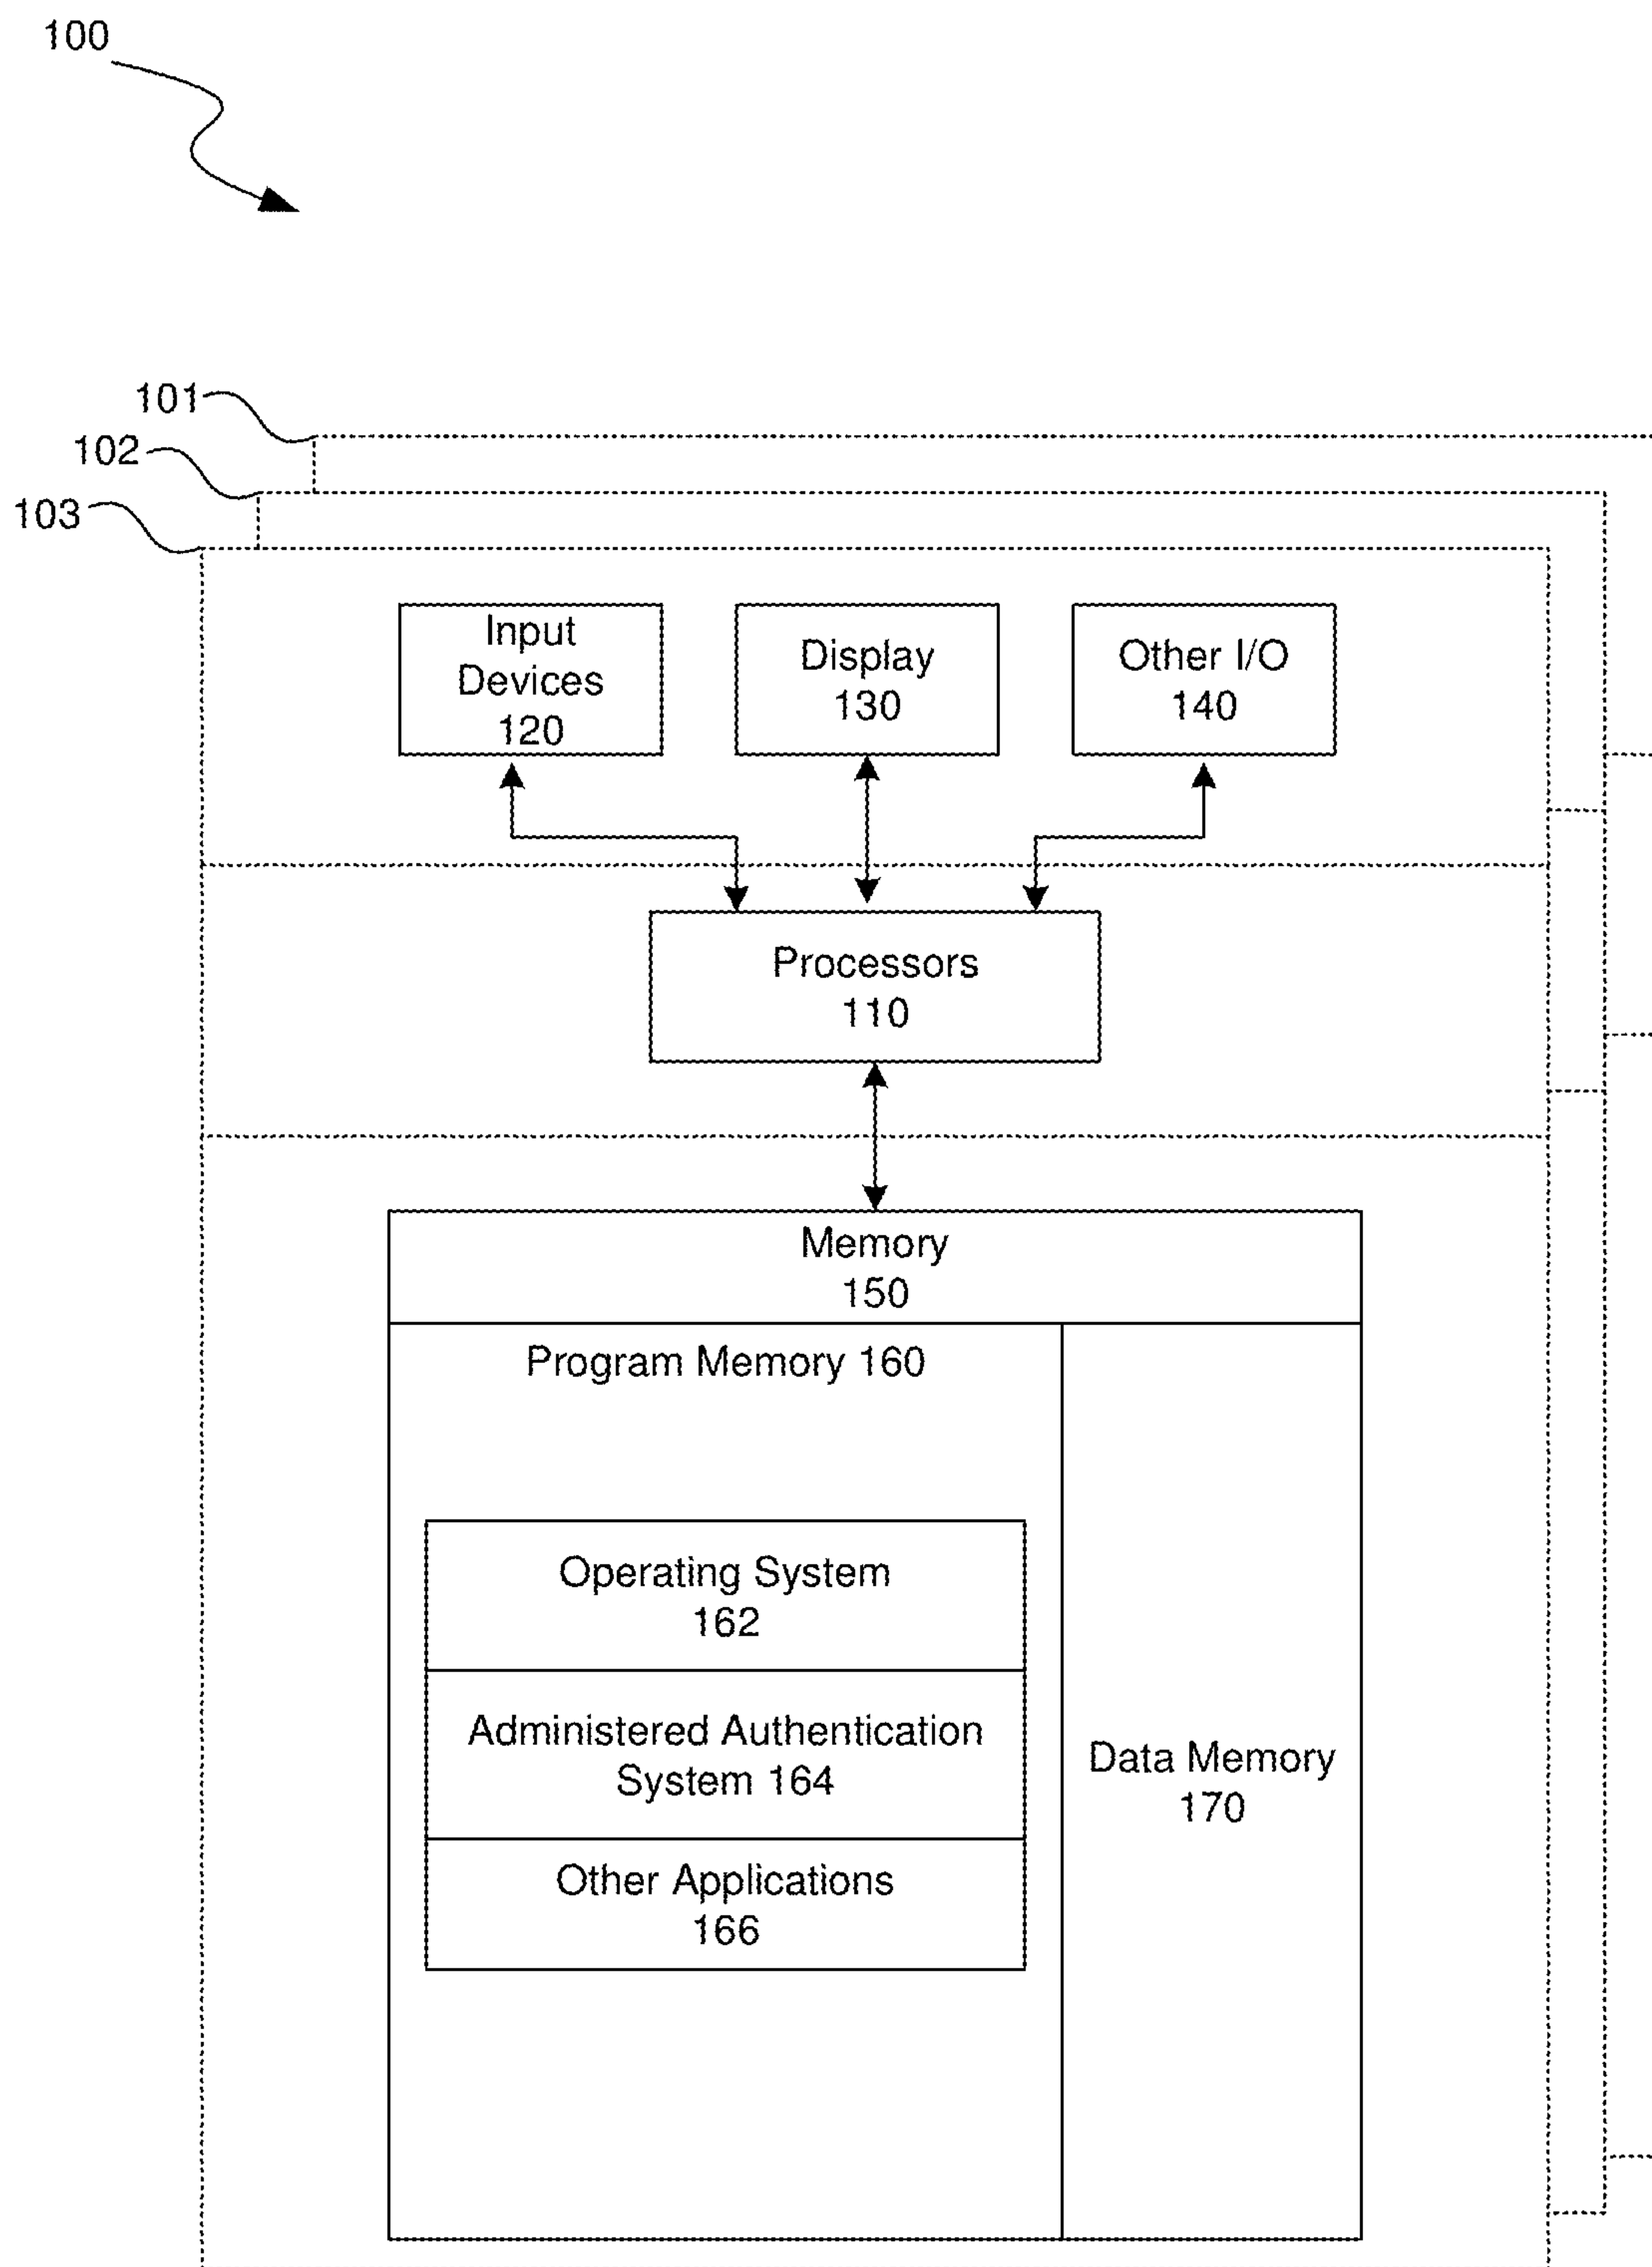 100
101
102
103
Input
Devices
120
Display
130
Other I/O
140
Processors
110
Memory
150
Program Memory 160
Operating System
162
Administered Authentication
System 164
Other Applications
166
Data Memory
170